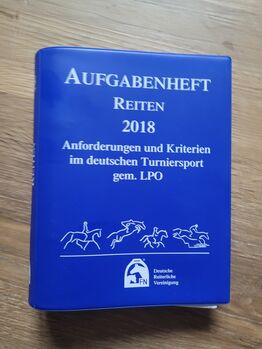 AUFGABENHEFT
REITEN
2018
Anforderungen und Kriterien
im deutschen Turniersport
gem. LPO
FN
Deutsche
Reiterliche
Vereinigung